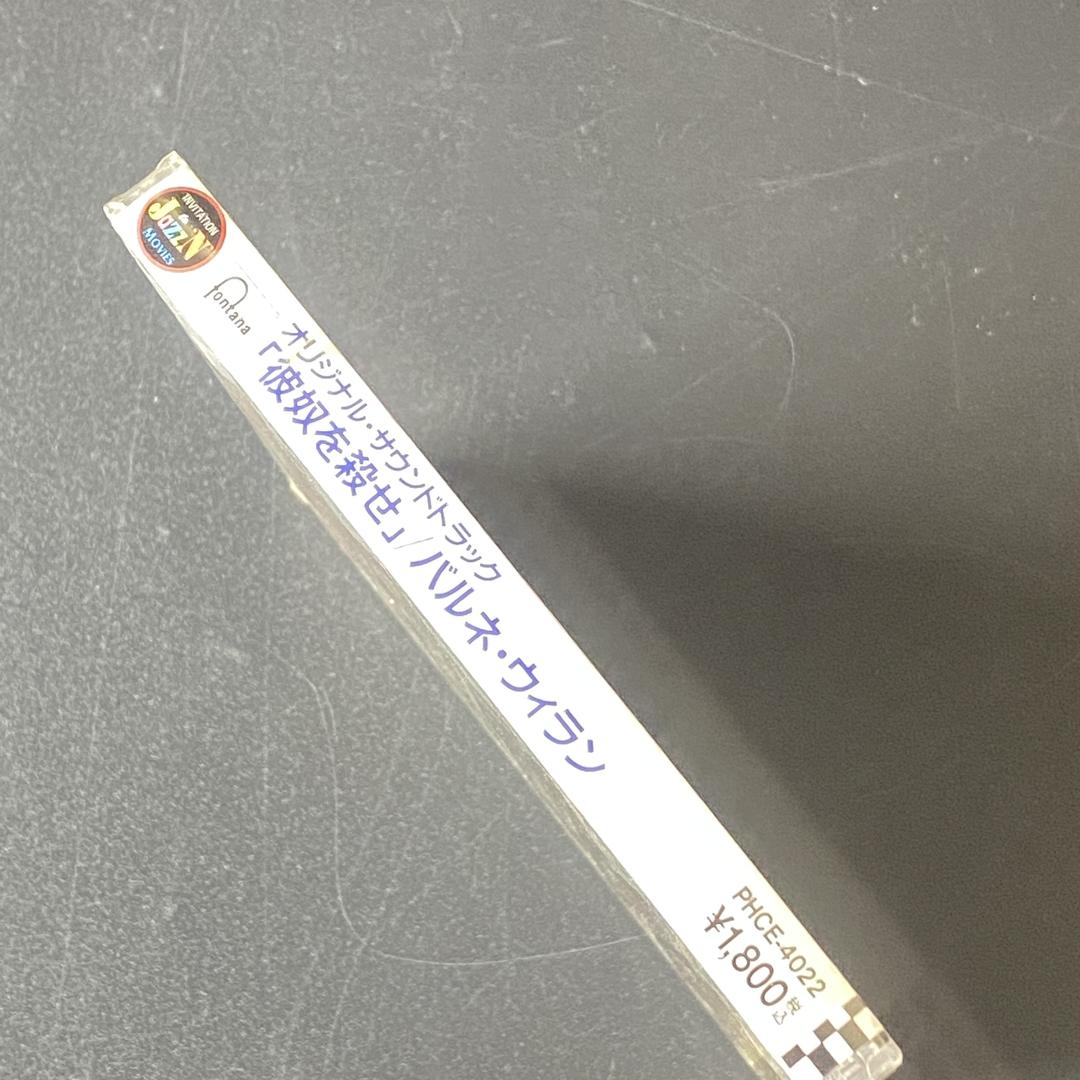 INVITATION
JazzN
MOVIES
fontana
オリジナル・サウンドトラック
「彼奴を殺せ」/バルネ・ウィラン
PHCE-4022
¥1,800税込